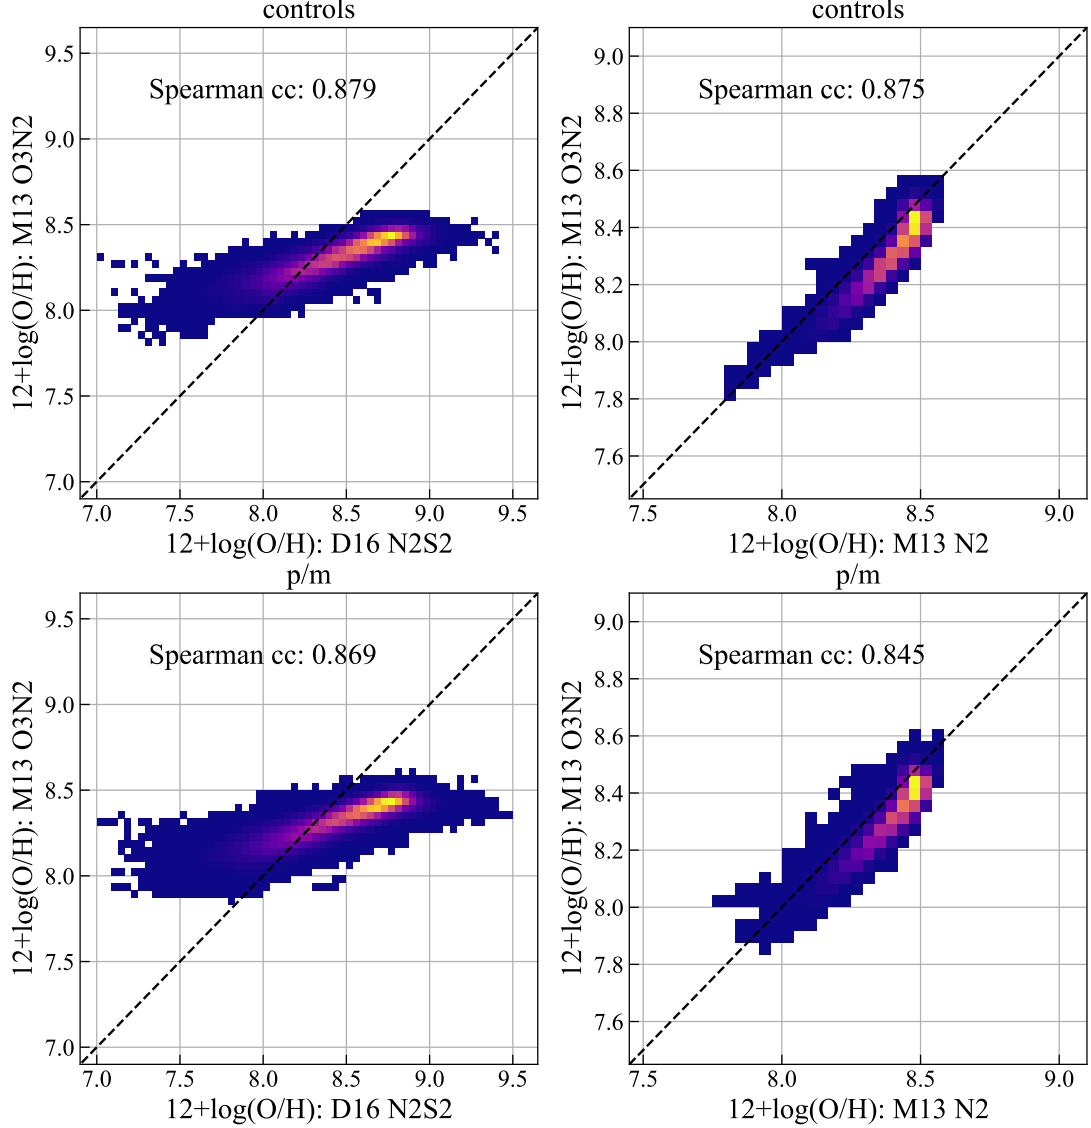 controls
controls
9.5
9.0
8.5
8.0
7.5
7.0
12+log(O/H): M13 O3N2
Spearman cc: 0.879
7.0 7.5 8.0 8.5 9.0 9.5
12+log(O/H): D16 N2S2
9.0
8.8
8.6
8.4
8.2
8.0
7.8
7.6
12+log(O/H): M13 O3N2
Spearman cc: 0.875
7.5 8.0 8.5 9.0
12+log(O/H): M13 N2
p/m
p/m
9.5
9.0
8.5
8.0
7.5
7.0
12+log(O/H): M13 O3N2
Spearman cc: 0.869
7.0 7.5 8.0 8.5 9.0 9.5
12+log(O/H): D16 N2S2
9.0
8.8
8.6
8.4
8.2
8.0
7.8
7.6
12+log(O/H): M13 O3N2
Spearman cc: 0.845
7.5 8.0 8.5 9.0
12+log(O/H): M13 N2